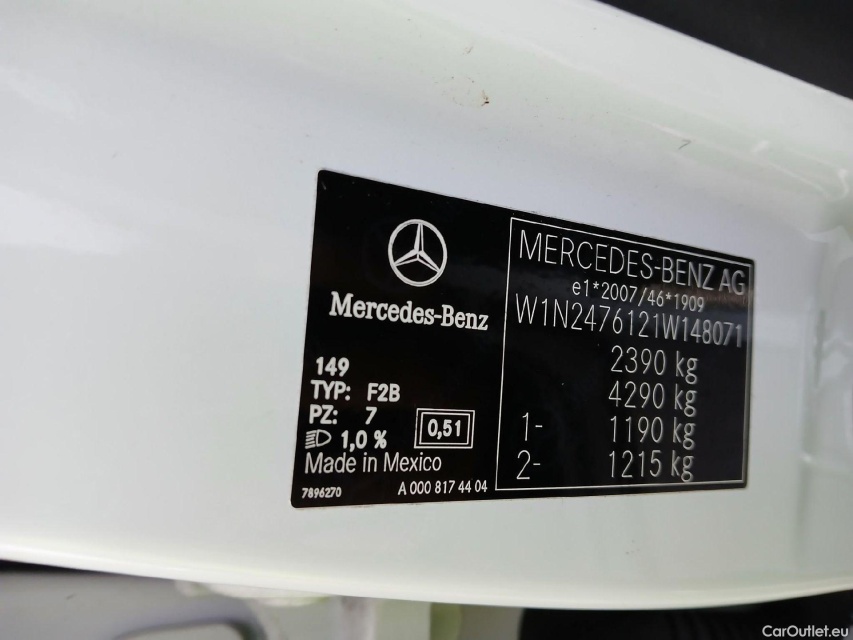 Mercedes-Benz
149
TYP: F2B
PZ: 7
1,0 %
0,51
Made in Mexico
7896270
A 000 817 44 04
MERCEDES-BENZ AG
e1*2007/46*1909
W1N2476121W148071
2390 kg
4290 kg
1- 1190 kg
2- 1215 kg
CarOutlet.eu